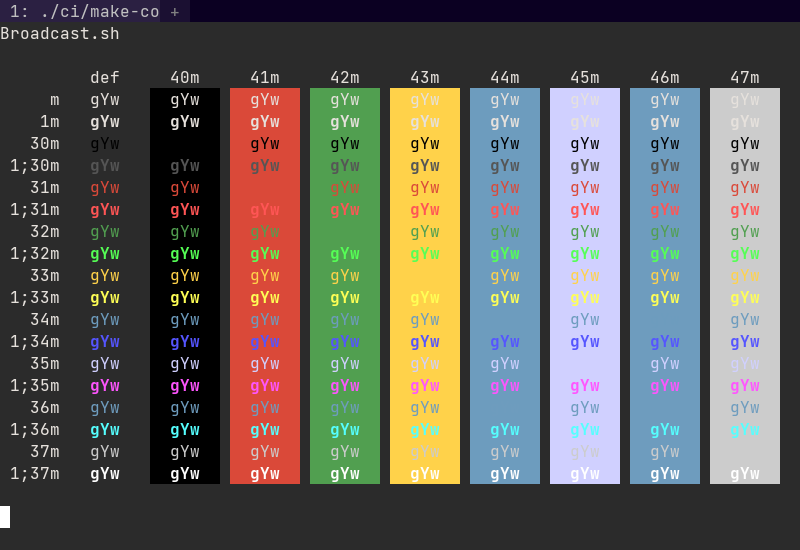 1: ./ci/make-co +
Broadcast.sh
def 40m 41m 42m 43m 44m 45m 46m 47m
m gYw gYw gYw gYw gYw gYw gYw gYw gYw
1m gYw gYw gYw gYw gYw gYw gYw gYw gYw
30m gYw gYw gYw gYw gYw gYw gYw gYw
1;30m gYw gYw gYw gYw gYw gYw gYw gYw gYw
31m gYw gYw gYw gYw gYw gYw gYw gYw
1;31m gYw gYw gYw gYw gYw gYw gYw gYw gYw
32m gYw gYw gYw gYw gYw gYw gYw gYw
1;32m gYw gYw gYw gYw gYw gYw gYw gYw gYw
33m gYw gYw gYw gYw gYw gYw gYw gYw
1;33m gYw gYw gYw gYw gYw gYw gYw gYw gYw
34m gYw gYw gYw gYw gYw gYw gYw
1;34m gYw gYw gYw gYw gYw gYw gYw gYw gYw
35m gYw gYw gYw gYw gYw gYw gYw gYw
1;35m gYw gYw gYw gYw gYw gYw gYw gYw gYw
36m gYw gYw gYw gYw gYw gYw gYw
1;36m gYw gYw gYw gYw gYw gYw gYw gYw gYw
37m gYw gYw gYw gYw gYw gYw gYw gYw
1;37m gYw gYw gYw gYw gYw gYw gYw gYw gYw